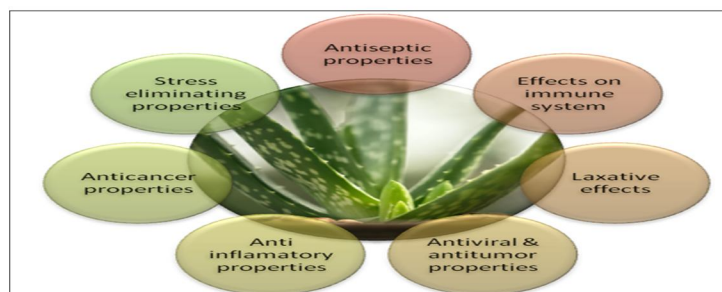 Antiseptic
properties
Effects on
immune
system
Laxative
effects
Antiviral &
antitumor
properties
Anti
inflamatory
properties
Anticancer
properties
Stress
eliminating
properties